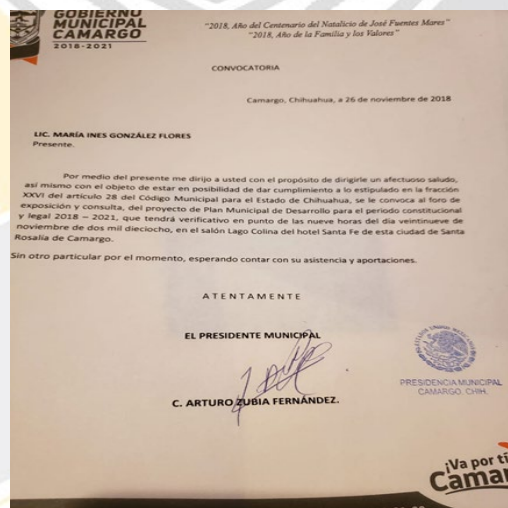 GOBIERNO
MUNICIPAL
CAMARGO
2018-2021
"2018, Año del Centenario del Natalicio de José Fuentes Mares"
"2018, Año de la Familia y los Valores"
CONVOCATORIA
Camargo, Chihuahua, a 26 de noviembre de 2018
LIC. MARÍA INES GONZÁLEZ FLORES
Presente.
Por medio del presente me dirijo a usted con el propósito de dirigirle un afectuoso saludo,
así mismo con el objeto de estar en posibilidad de dar cumplimiento a lo estipulado en la fracción
XXVI del artículo 28 del Código Municipal para el Estado de Chihuahua, se le convoca al foro de
exposición y consulta, del proyecto de Plan Municipal de Desarrollo para el periodo constitucional
y legal 2018 – 2021, que tendrá verificativo en punto de las nueve horas del día veintinueve de
noviembre de dos mil dieciocho, en el salón Lago Colina del hotel Santa Fe de esta ciudad de Santa
Rosalía de Camargo.
Sin otro particular por el momento, esperando contar con su asistencia y aportaciones.
ATENTAMENTE
EL PRESIDENTE MUNICIPAL
C. ARTURO ZUBIA FERNÁNDEZ.
PRESIDENCIA MUNICIPAL
CAMARGO, CHIH.
¡Va por ti
Camar